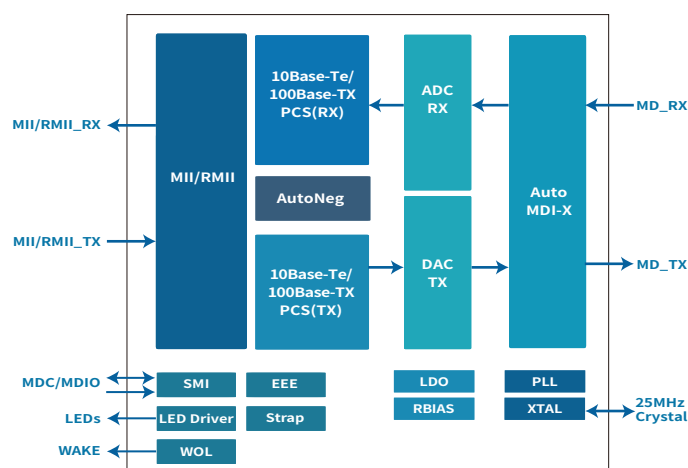 MII/RMII_RX
MII/RMII_TX
MII/RMII
10Base-Te/
100Base-TX
PCS(RX)
AutoNeg
10Base-Te/
100Base-TX
PCS(TX)
ADC
RX
DAC
TX
Auto
MDI-X
MD_RX
MD_TX
MDC/MDIO
SMI
EEE
LDO
PLL
LEDs
LED Driver
Strap
RBIAS
XTAL
25MHz
Crystal
WAKE
WOL